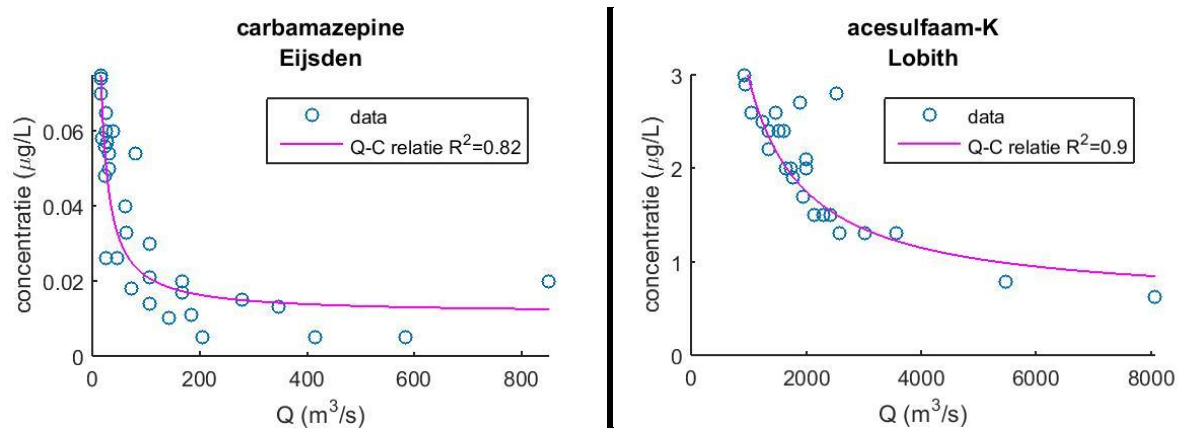 carbamazepine
Eijsden
data
Q-C relatie R²=0.82
0.06
0.04
0.02
0
concentratie (μg/L)
0 200 400 600 800
Q (m³/s)
acesulfaam-K
Lobith
data
Q-C relatie R²=0.9
3
2
1
0
concentratie (μg/L)
0 2000 4000 6000 8000
Q (m³/s)